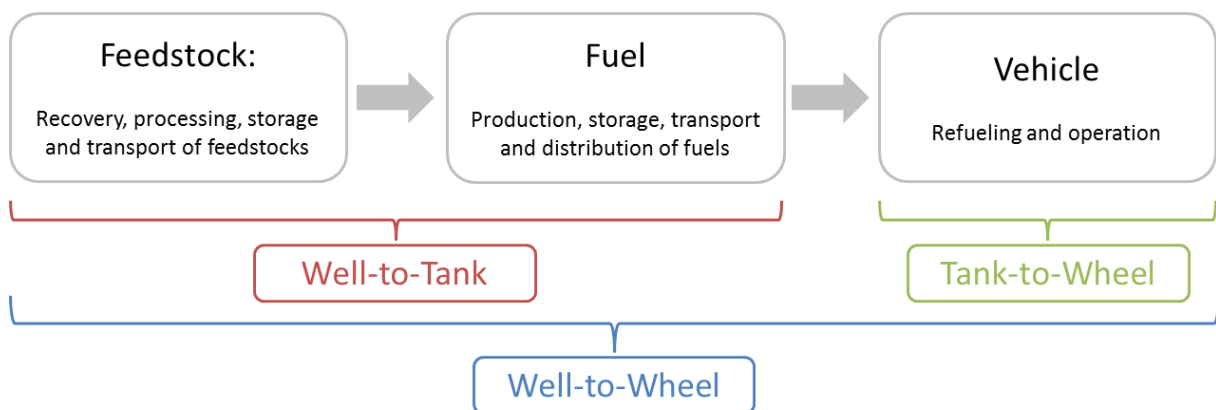 Feedstock:
Recovery, processing, storage
and transport of feedstocks
Fuel
Production, storage, transport
and distribution of fuels
Vehicle
Refueling and operation
Well-to-Tank
Tank-to-Wheel
Well-to-Wheel